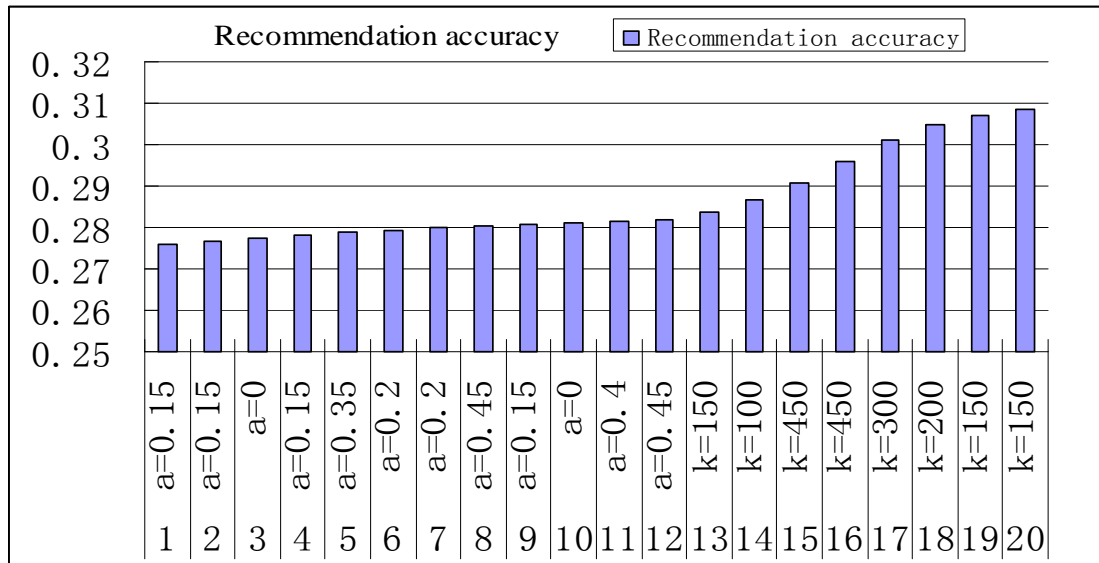 Recommendation accuracy
Recommendation accuracy
0.32
0.31
0.3
0.29
0.28
0.27
0.26
0.25
a=0.15
a=0.15
a=0
a=0.15
a=0.35
a=0.2
a=0.2
a=0.45
a=0.15
a=0
a=0.4
a=0.45
k=150
k=100
k=450
k=450
k=300
k=200
k=150
k=150
1 2 3 4 5 6 7 8 9 10 11 12 13 14 15 16 17 18 19 20